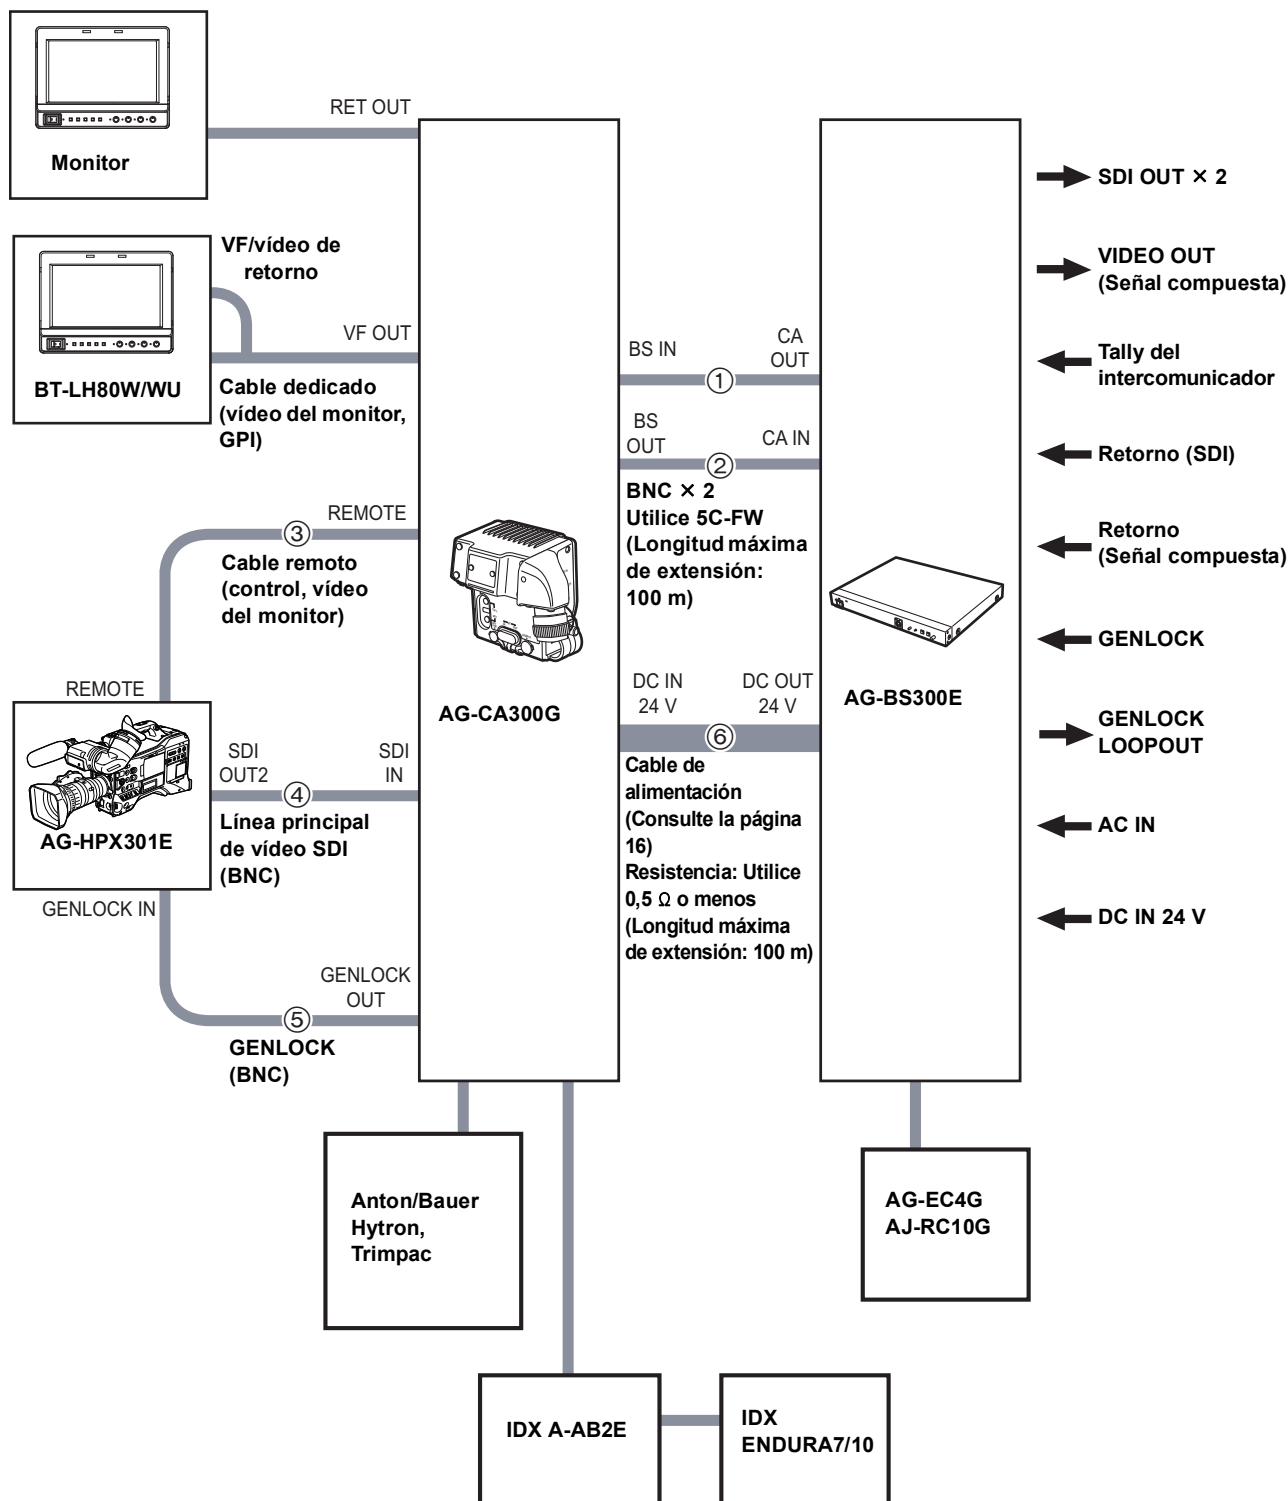 Monitor
RET OUT
VF/vídeo de
retorno
VF OUT
BT-LH80W/WU
Cable dedicado
(vídeo del monitor,
GPI)
REMOTE
③
Cable remoto
(control, vídeo
del monitor)
REMOTE
SDI
OUT2
SDI
IN
④
AG-HPX301E
Línea principal
de vídeo SDI
(BNC)
GENLOCK IN
GENLOCK
OUT
⑤
GENLOCK
(BNC)
AG-CA300G
BS IN
CA
OUT
①
BS
OUT
CA IN
②
BNC × 2
Utilice 5C-FW
(Longitud máxima
de extensión:
100 m)
DC IN
24 V
DC OUT
24 V
⑥
Cable de
alimentación
(Consulte la página
16)
Resistencia: Utilice
0,5 Ω o menos
(Longitud máxima
de extensión: 100 m)
AG-BS300E
SDI OUT × 2
VIDEO OUT
(Señal compuesta)
Tally del
intercomunicador
Retorno (SDI)
Retorno
(Señal compuesta)
GENLOCK
GENLOCK
LOOPOUT
AC IN
DC IN 24 V
Anton/Bauer
Hytron,
Trimpac
AG-EC4G
AJ-RC10G
IDX A-AB2E
IDX
ENDURA7/10